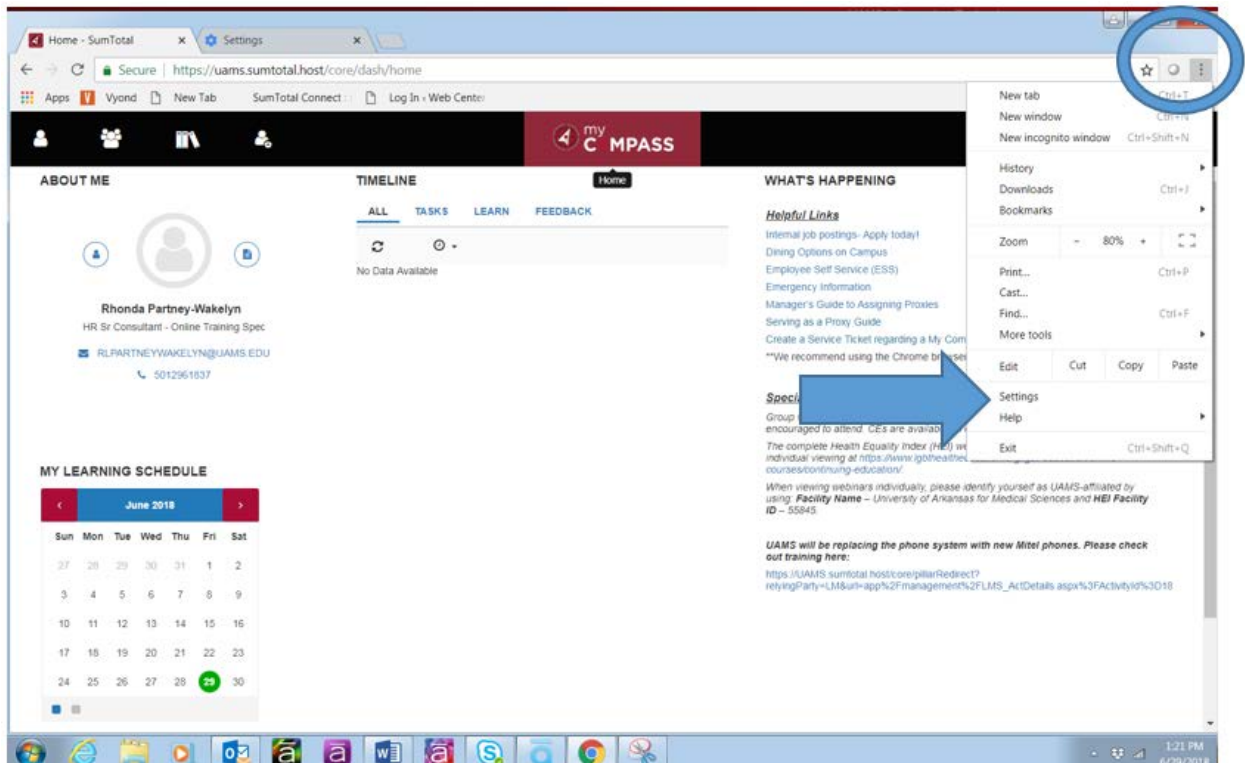 Home - SumTotal
Settings
Secure | https://uams.sumtotal.host/core/dash/home
Apps
Vyond
New Tab
SumTotal Connect
Log In - Web Center
my
C MPASS
Home
New tab Ctrl+T
New window Ctrl+N
New incognito window Ctrl+Shift+N
History
Downloads Ctrl+J
Bookmarks
Zoom - 80% +
Print... Ctrl+P
Cast...
Find... Ctrl+F
More tools
Edit Cut Copy Paste
Settings
Help
Exit Ctrl+Shift+Q
ABOUT ME
Rhonda Partney-Wakelyn
HR Sr Consultant - Online Training Spec
RLPARTNEYWAKELYN@UAMS.EDU
5012961837
TIMELINE
ALL TASKS LEARN FEEDBACK
No Data Available
WHAT'S HAPPENING
Helpful Links
Internal job postings- Apply today!
Dining Options on Campus
Employee Self Service (ESS)
Emergency Information
Manager's Guide to Assigning Proxies
Serving as a Proxy Guide
Create a Service Ticket regarding a My Com
**We recommend using the Chrome browser
Speci
Group
encouraged to attend. CEs are available
The complete Health Equality Index (HEI) we
individual viewing at
courses/continuing-education/.
When viewing webinars individually, please identify yourself as UAMS-affiliated by
using: Facility Name – University of Arkansas for Medical Sciences and HEI Facility
ID – 55845.
UAMS will be replacing the phone system with new Mitel phones. Please check
out training here:
https://UAMS.sumtotal.host/core/pillarRedirect?
relyingParty=LM&url=app%2Fmanagement%2FLMS_ActDetails.aspx%3FActivityId%3D18
MY LEARNING SCHEDULE
June 2018
Sun Mon Tue Wed Thu Fri Sat
27 28 29 30 31 1 2
3 4 5 6 7 8 9
10 11 12 13 14 15 16
17 18 19 20 21 22 23
24 25 26 27 28 29 30
1:21 PM
6/29/2018